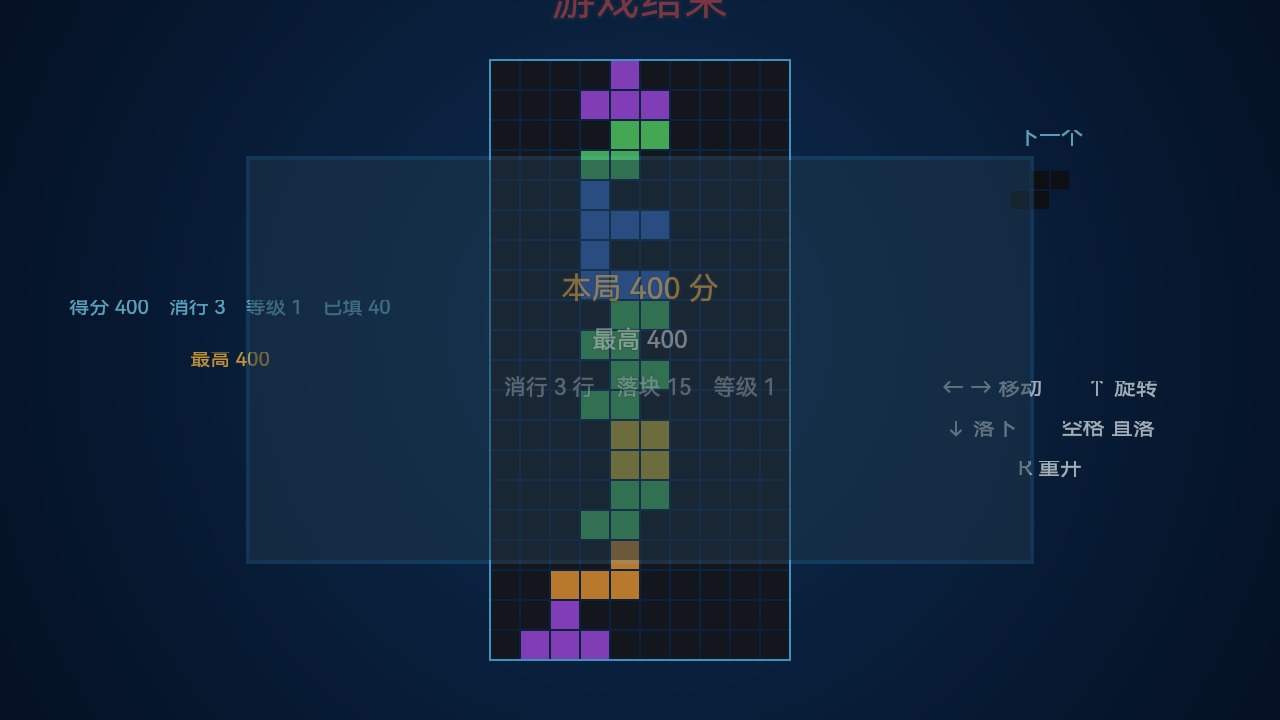 游戏结果
下一个
本局 400 分
得分 400 消行 3 等级 1 已填 40
最高 400
最高 400
消行 3 行 落块 15 等级 1
← → 移动 ↑ 旋转
↓ 落下 空格 直落
R 重开